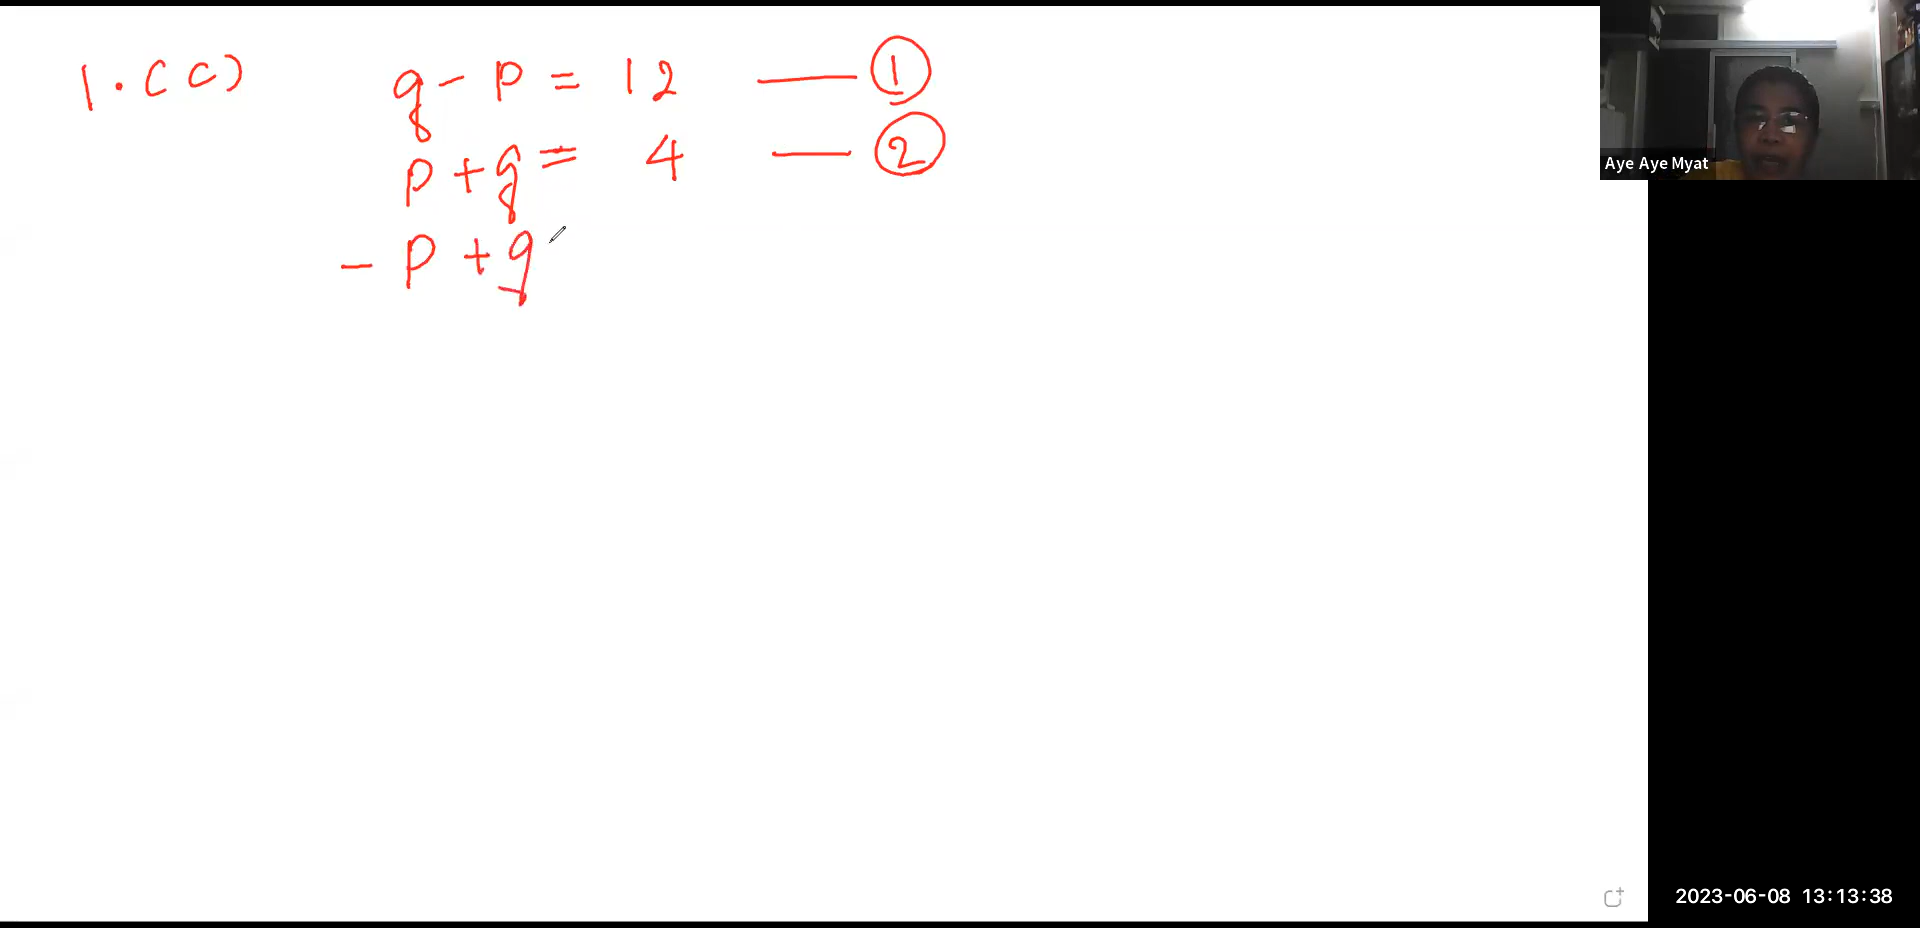 1.(c) q - p = 12 —— ①
p + q = 4 —— ②
- p + q
Aye Aye Myat
2023-06-08 13:13:38